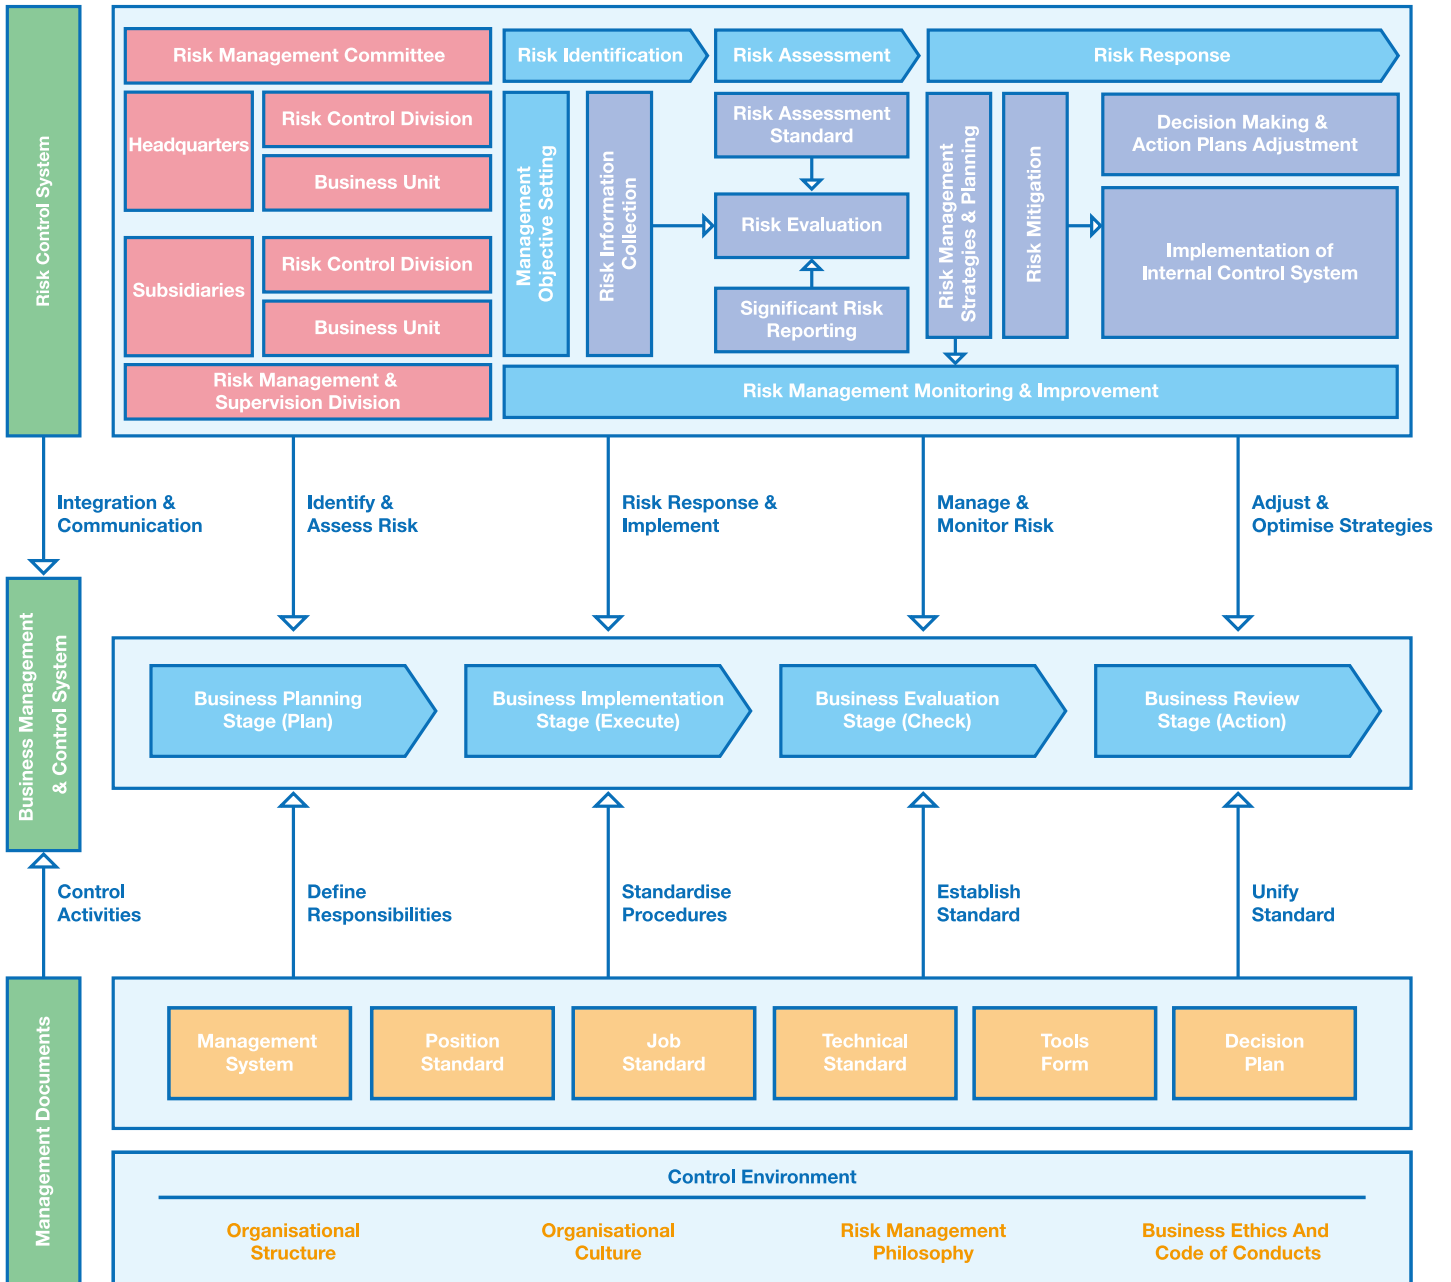 Risk Control System
Risk Management Committee
Headquarters
Risk Control Division
Business Unit
Subsidiaries
Risk Control Division
Business Unit
Risk Management &
Supervision Division
Risk Identification
Risk Assessment
Risk Response
Management
Objective Setting
Risk Information
Collection
Risk Assessment
Standard
Risk Evaluation
Significant Risk
Reporting
Risk Management
Strategies & Planning
Risk Mitigation
Decision Making &
Action Plans Adjustment
Implementation of
Internal Control System
Risk Management Monitoring & Improvement
Integration &
Communication
Identify &
Assess Risk
Risk Response &
Implement
Manage &
Monitor Risk
Adjust &
Optimise Strategies
Business Management
& Control System
Business Planning
Stage (Plan)
Business Implementation
Stage (Execute)
Business Evaluation
Stage (Check)
Business Review
Stage (Action)
Control
Activities
Define
Responsibilities
Standardise
Procedures
Establish
Standard
Unify
Standard
Management Documents
Management
System
Position
Standard
Job
Standard
Technical
Standard
Tools
Form
Decision
Plan
Control Environment
Organisational
Structure
Organisational
Culture
Risk Management
Philosophy
Business Ethics And
Code of Conducts